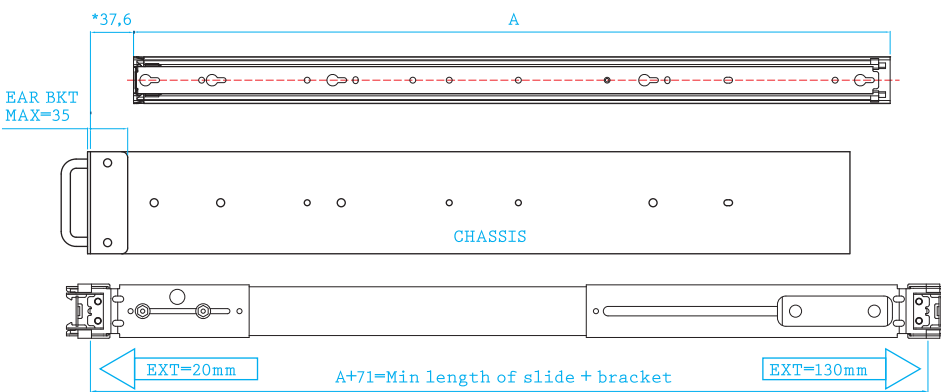 *37,6
A
EAR BKT
MAX=35
CHASSIS
EXT=20mm
EXT=130mm
A+71=Min length of slide + bracket